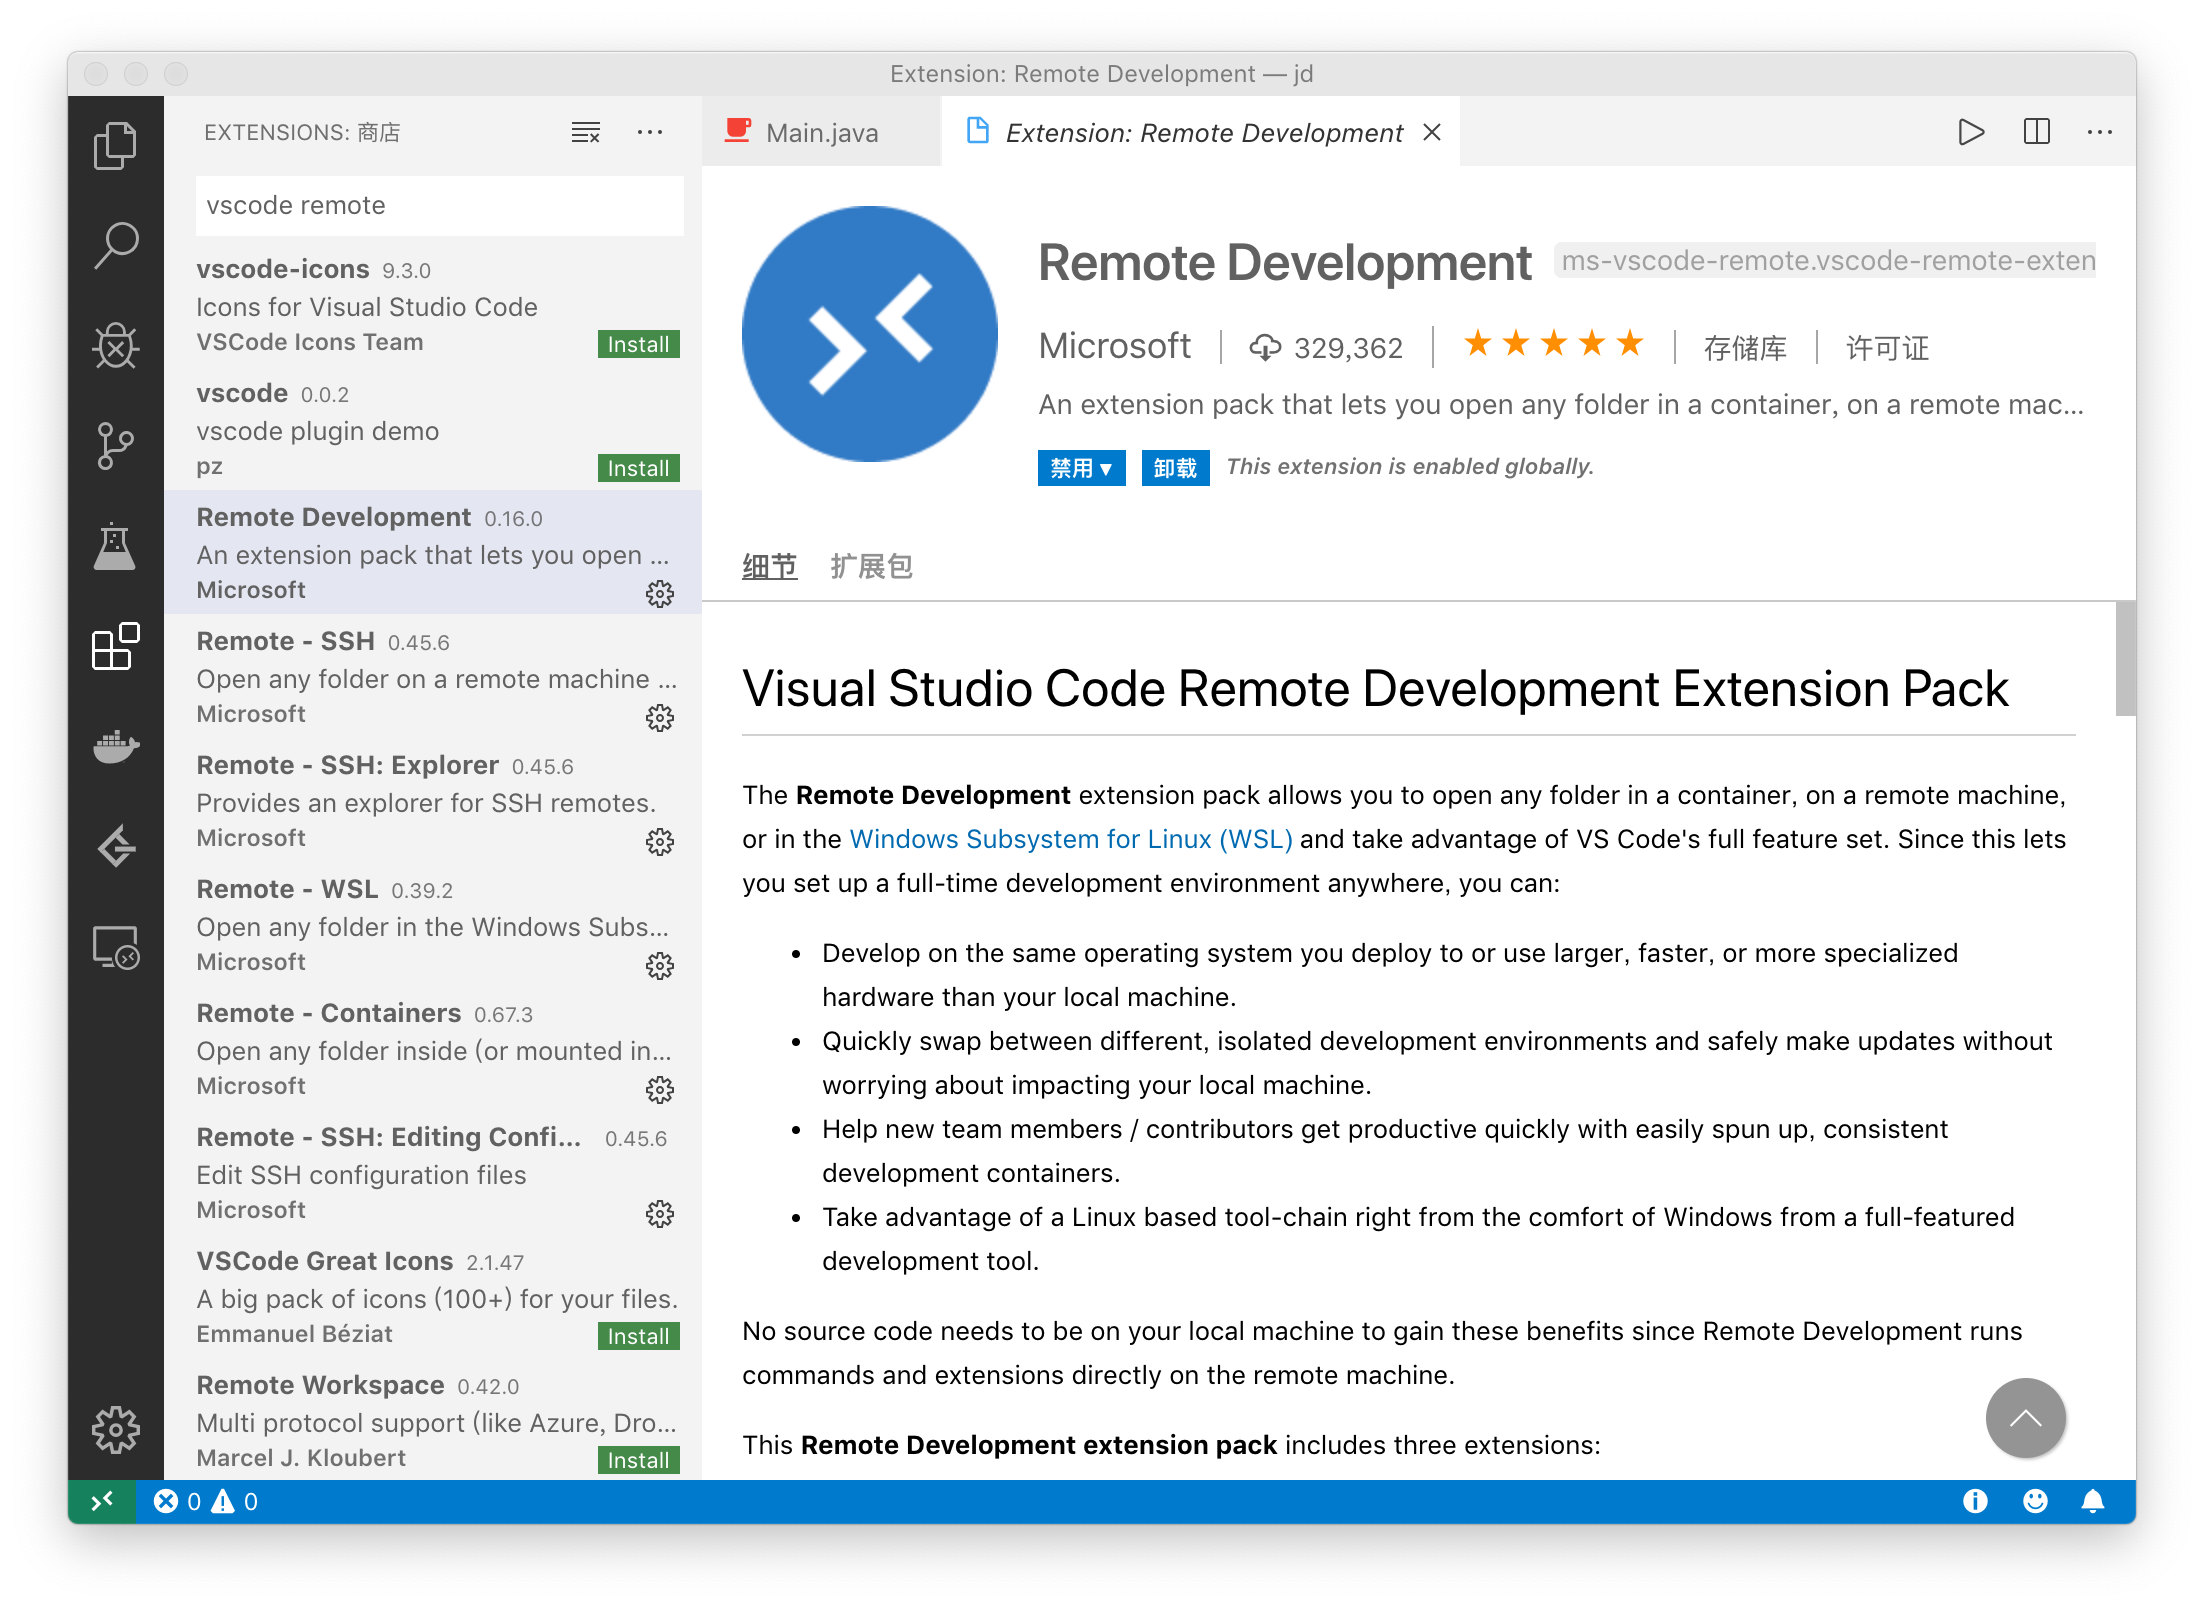 Extension: Remote Development — jd
EXTENSIONS: 商店
vscode remote
vscode-icons 9.3.0
Icons for Visual Studio Code
VSCode Icons Team Install
vscode 0.0.2
vscode plugin demo
pz Install
Remote Development 0.16.0
An extension pack that lets you open ...
Microsoft
Remote - SSH 0.45.6
Open any folder on a remote machine ...
Microsoft
Remote - SSH: Explorer 0.45.6
Provides an explorer for SSH remotes.
Microsoft
Remote - WSL 0.39.2
Open any folder in the Windows Subs...
Microsoft
Remote - Containers 0.67.3
Open any folder inside (or mounted in...
Microsoft
Remote - SSH: Editing Confi... 0.45.6
Edit SSH configuration files
Microsoft
VSCode Great Icons 2.1.47
A big pack of icons (100+) for your files.
Emmanuel Béziat Install
Remote Workspace 0.42.0
Multi protocol support (like Azure, Dro...
Marcel J. Kloubert Install
Main.java
Extension: Remote Development
Remote Development ms-vscode-remote.vscode-remote-exten
Microsoft 329,362 ★★★★★ 存储库 许可证
An extension pack that lets you open any folder in a container, on a remote mac...
禁用 ▼ 卸载 This extension is enabled globally.
细节 扩展包
Visual Studio Code Remote Development Extension Pack
The Remote Development extension pack allows you to open any folder in a container, on a remote machine,
or in the Windows Subsystem for Linux (WSL) and take advantage of VS Code's full feature set. Since this lets
you set up a full-time development environment anywhere, you can:
• Develop on the same operating system you deploy to or use larger, faster, or more specialized
hardware than your local machine.
• Quickly swap between different, isolated development environments and safely make updates without
worrying about impacting your local machine.
• Help new team members / contributors get productive quickly with easily spun up, consistent
development containers.
• Take advantage of a Linux based tool-chain right from the comfort of Windows from a full-featured
development tool.
No source code needs to be on your local machine to gain these benefits since Remote Development runs
commands and extensions directly on the remote machine.
This Remote Development extension pack includes three extensions:
0 0